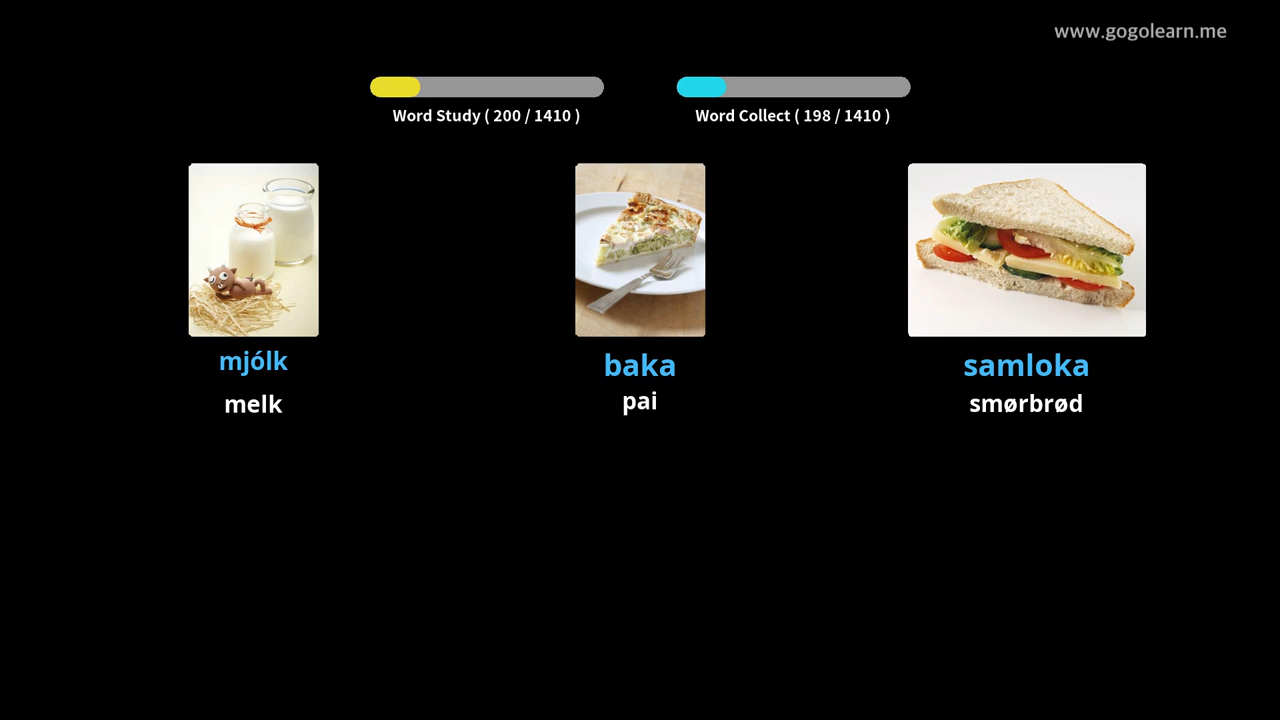 www.gogolearn.me
Word Study ( 200 / 1410 )
Word Collect ( 198 / 1410 )
mjólk
baka
samloka
melk
pai
smørbrød